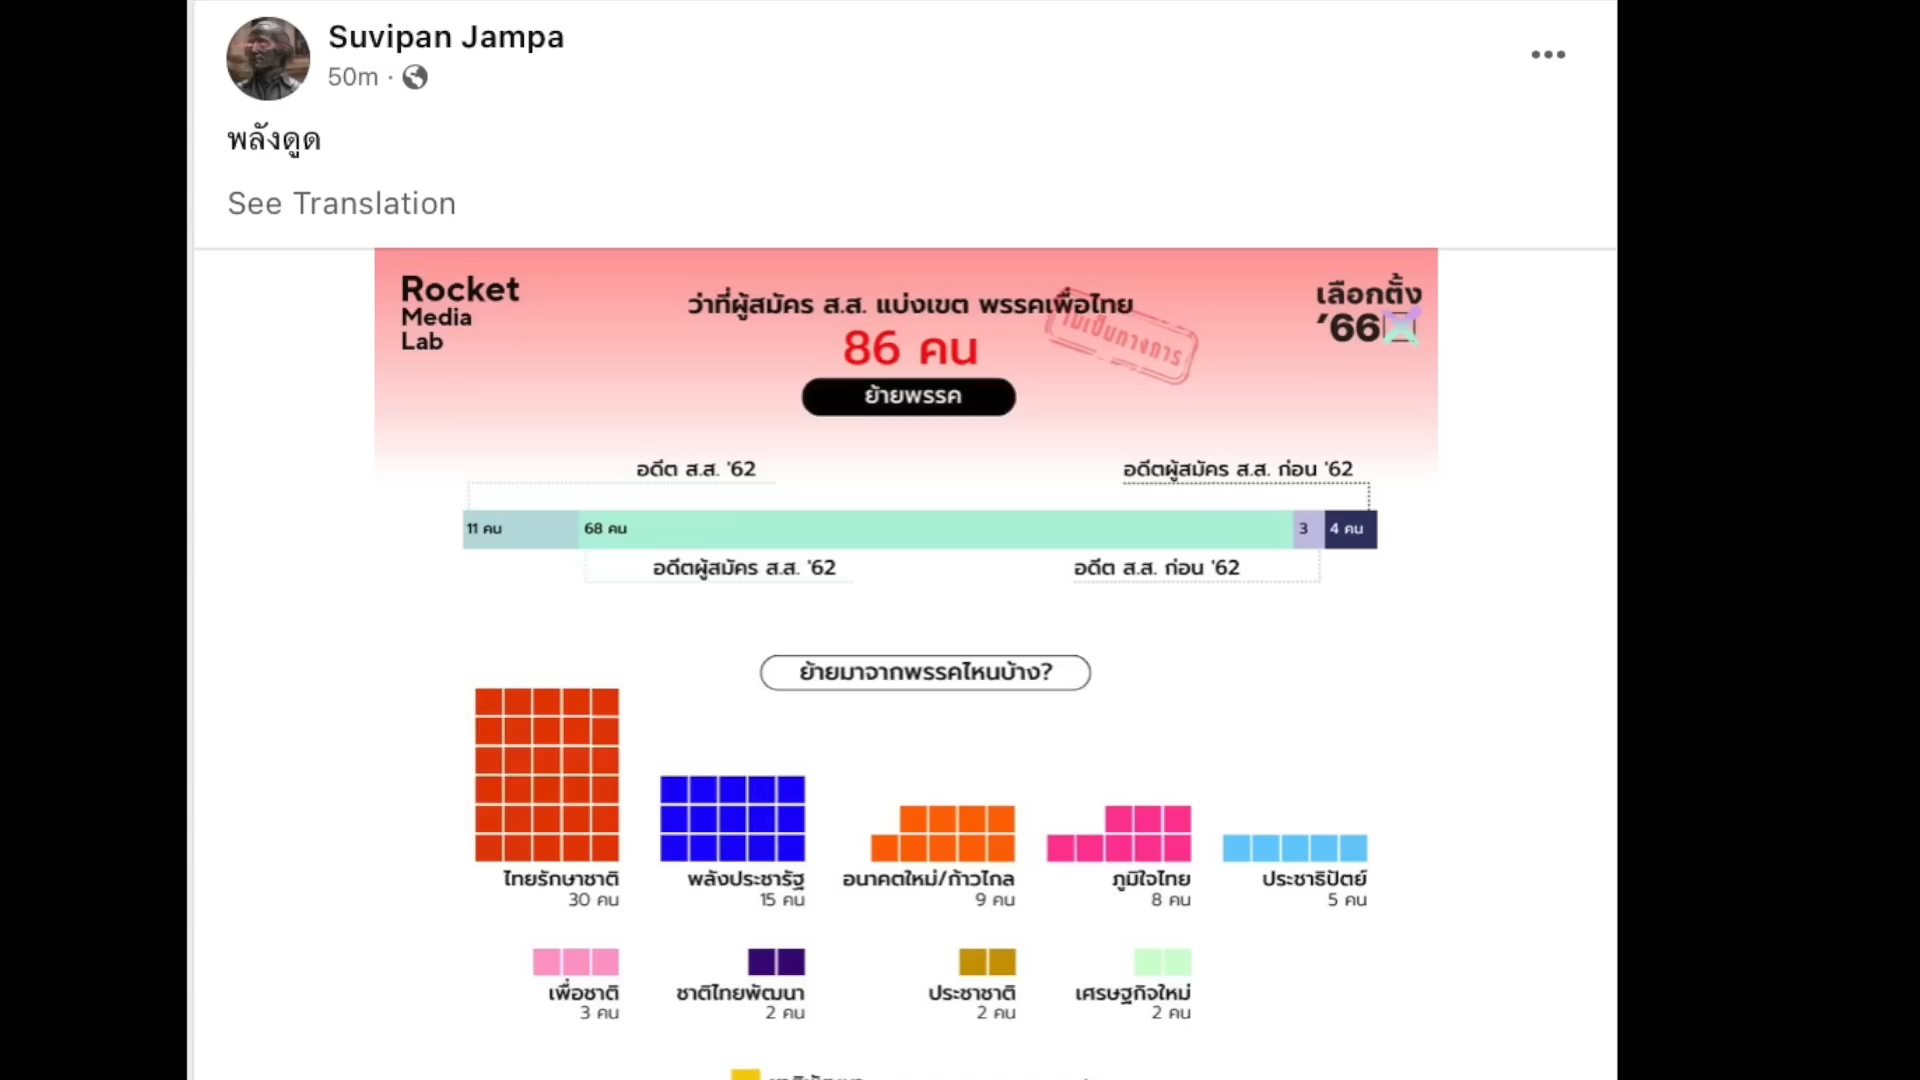 Suvipan Jampa
50m ·
พลังดูด
See Translation
Rocket
Media
Lab
ว่าที่ผู้สมัคร ส.ส. แบ่งเขต พรรคเพื่อไทย
86 คน
ไม่เป็นทางการ
ย้ายพรรค
เลือกตั้ง
'66
อดีต ส.ส. '62
อดีตผู้สมัคร ส.ส. ก่อน '62
11 คน
68 คน
3
4 คน
อดีตผู้สมัคร ส.ส. '62
อดีต ส.ส. ก่อน '62
ย้ายมาจากพรรคไหนบ้าง?
ไทยรักษาชาติ
30 คน
พลังประชารัฐ
15 คน
อนาคตใหม่/ก้าวไกล
9 คน
ภูมิใจไทย
8 คน
ประชาธิปัตย์
5 คน
เพื่อชาติ
3 คน
ชาติไทยพัฒนา
2 คน
ประชาชาติ
2 คน
เศรษฐกิจใหม่
2 คน